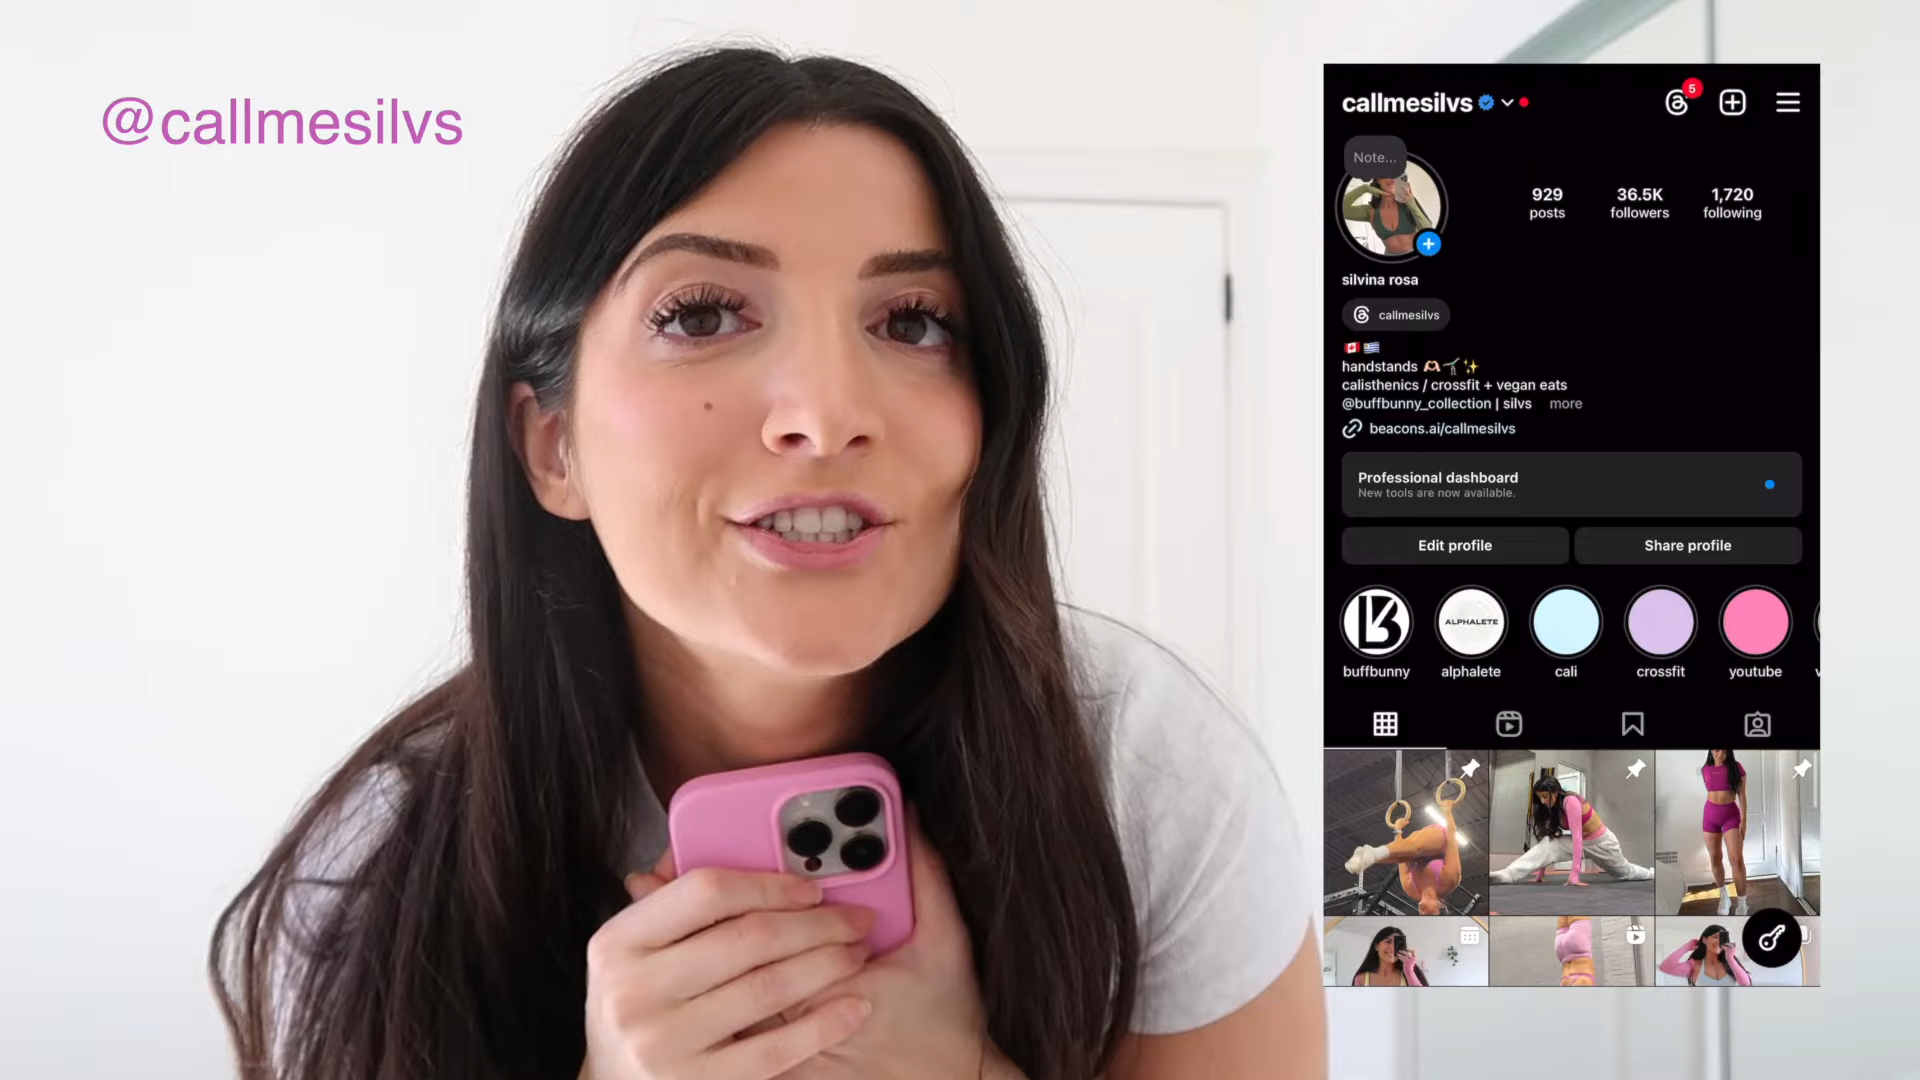 @callmesilvs
callmesilvs
5
Note...
929
posts
36.5K
followers
1,720
following
silvina rosa
callmesilvs
handstands
calisthenics / crossfit + vegan eats
@buffbunny_collection | silvs more
beacons.ai/callmesilvs
Professional dashboard
New tools are now available.
Edit profile
Share profile
ALPHALETE
buffbunny
alphalete
cali
crossfit
youtube